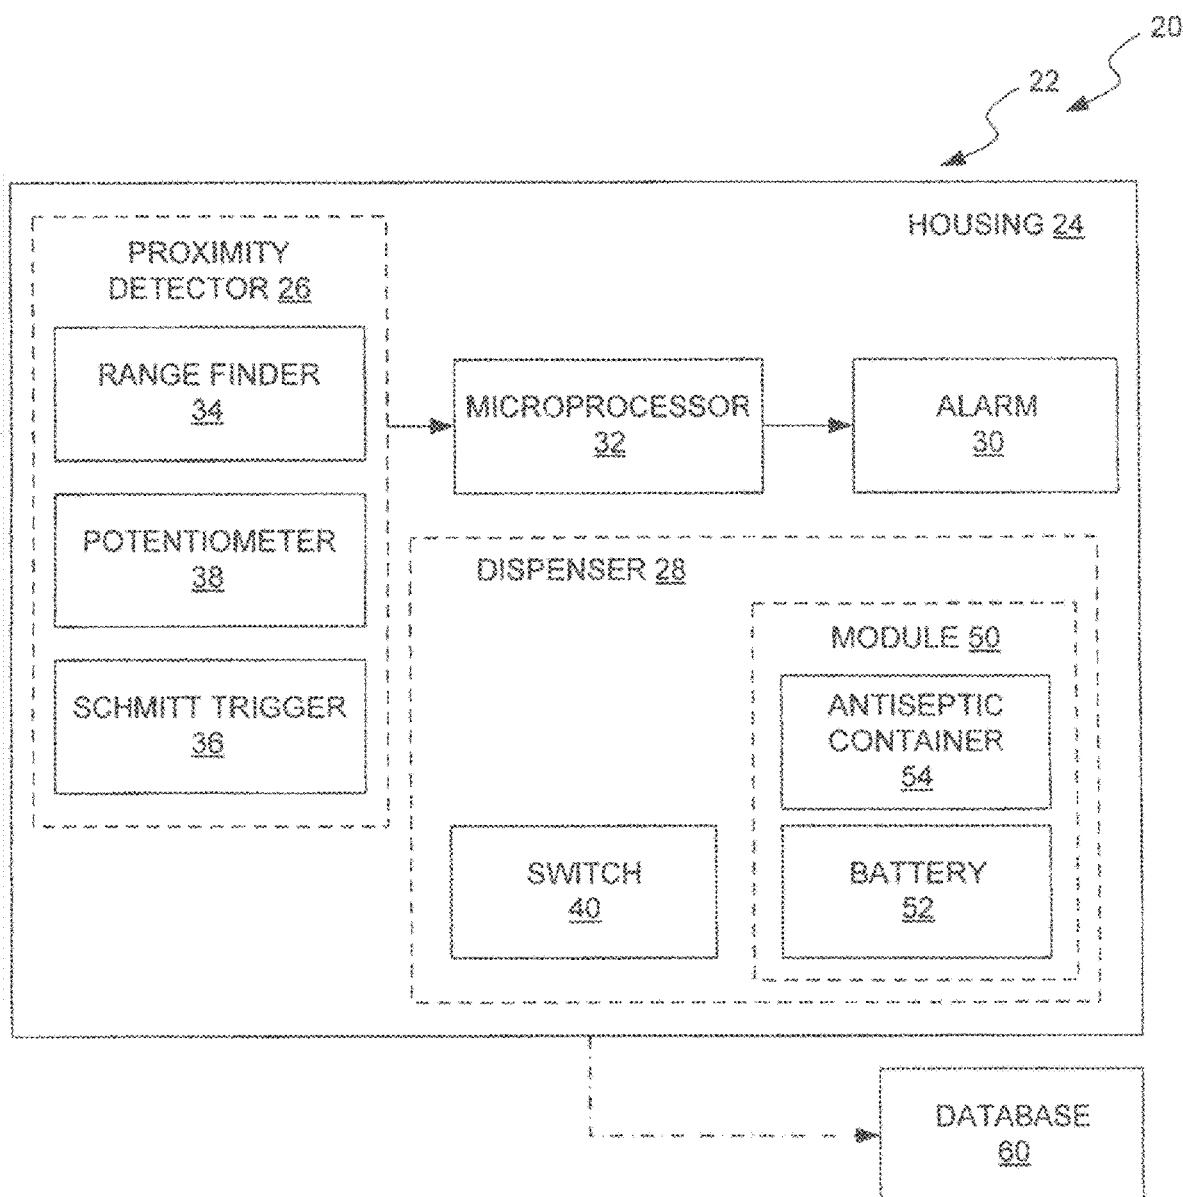 20
22
HOUSING 24
PROXIMITY
DETECTOR 26
RANGE FINDER
34
MICROPROCESSOR
32
ALARM
30
POTENTIOMETER
38
SCHMITT TRIGGER
36
DISPENSER 28
MODULE 50
ANTISEPTIC
CONTAINER
54
SWITCH
40
BATTERY
52
DATABASE
60